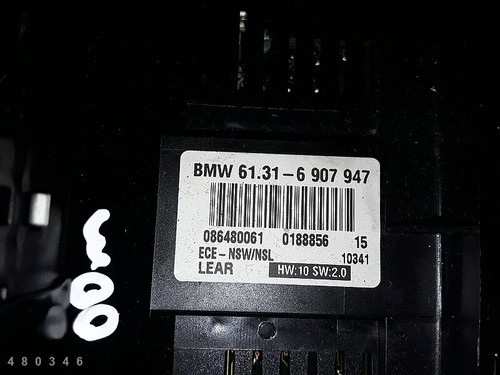 BMW 61.31-6 907 947
086480061 0188856 15
ECE-NSW/NSL 10341
LEAR HW:10 SW:2.0
480346